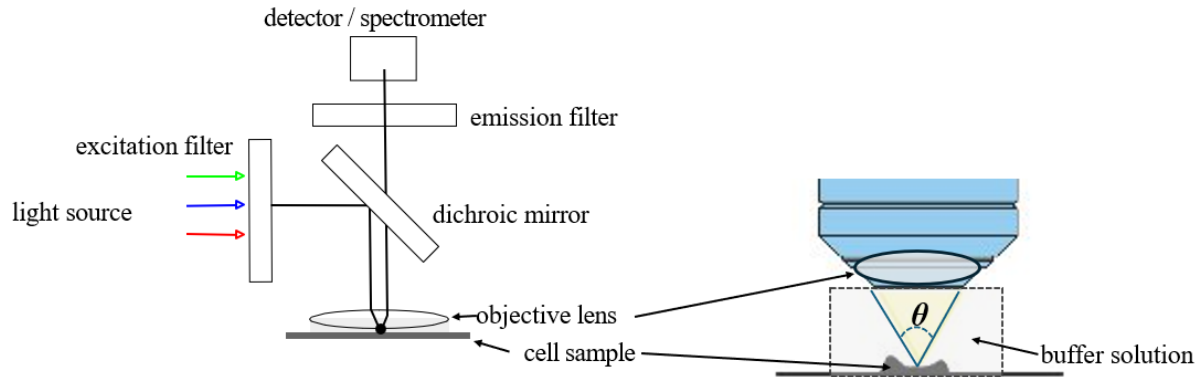 detector / spectrometer
emission filter
excitation filter
light source
dichroic mirror
objective lens
cell sample
θ
buffer solution